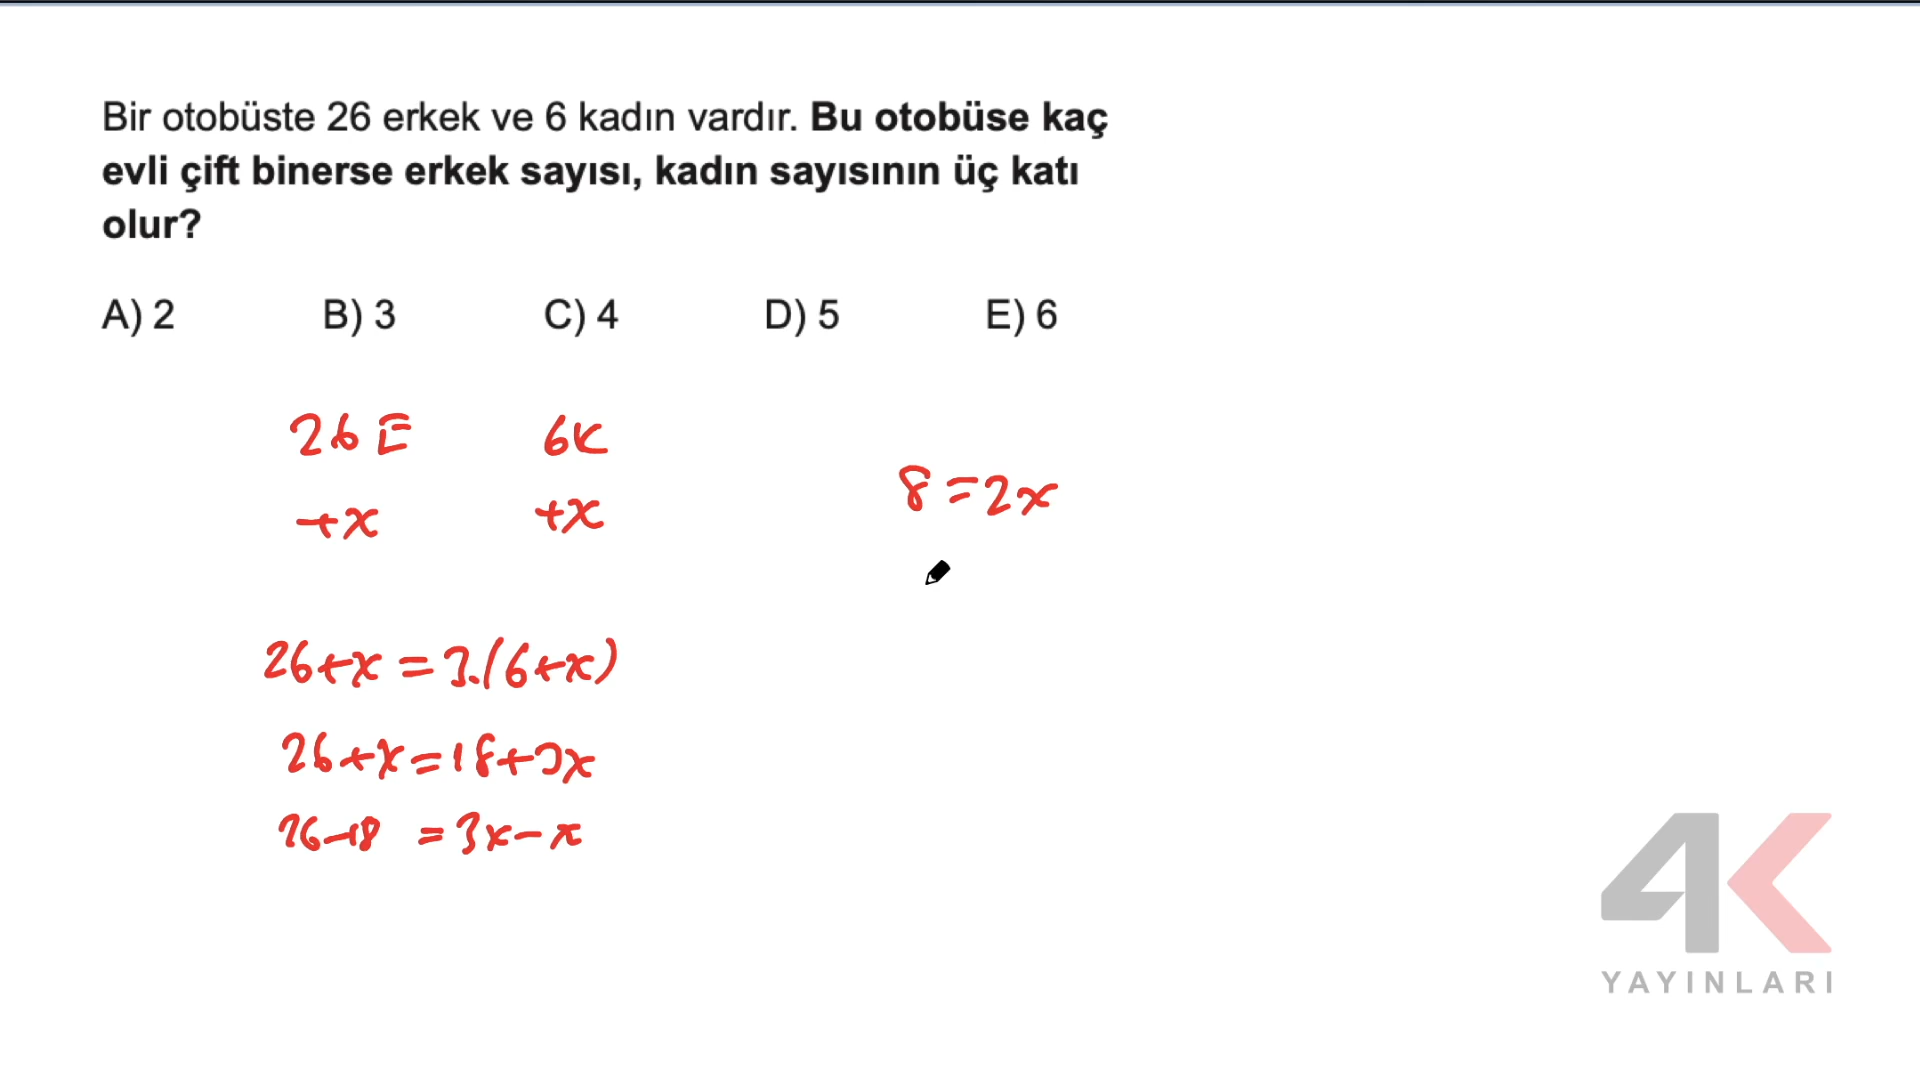 Bir otobüste 26 erkek ve 6 kadın vardır. Bu otobüse kaç
evli çift binerse erkek sayısı, kadın sayısının üç katı
olur?
A) 2 B) 3 C) 4 D) 5 E) 6
26 E 6K
+x +x
8 = 2x
26+x = 3.(6+x)
26+x = 18+3x
26-18 = 3x-x
4K
YAYINLARI